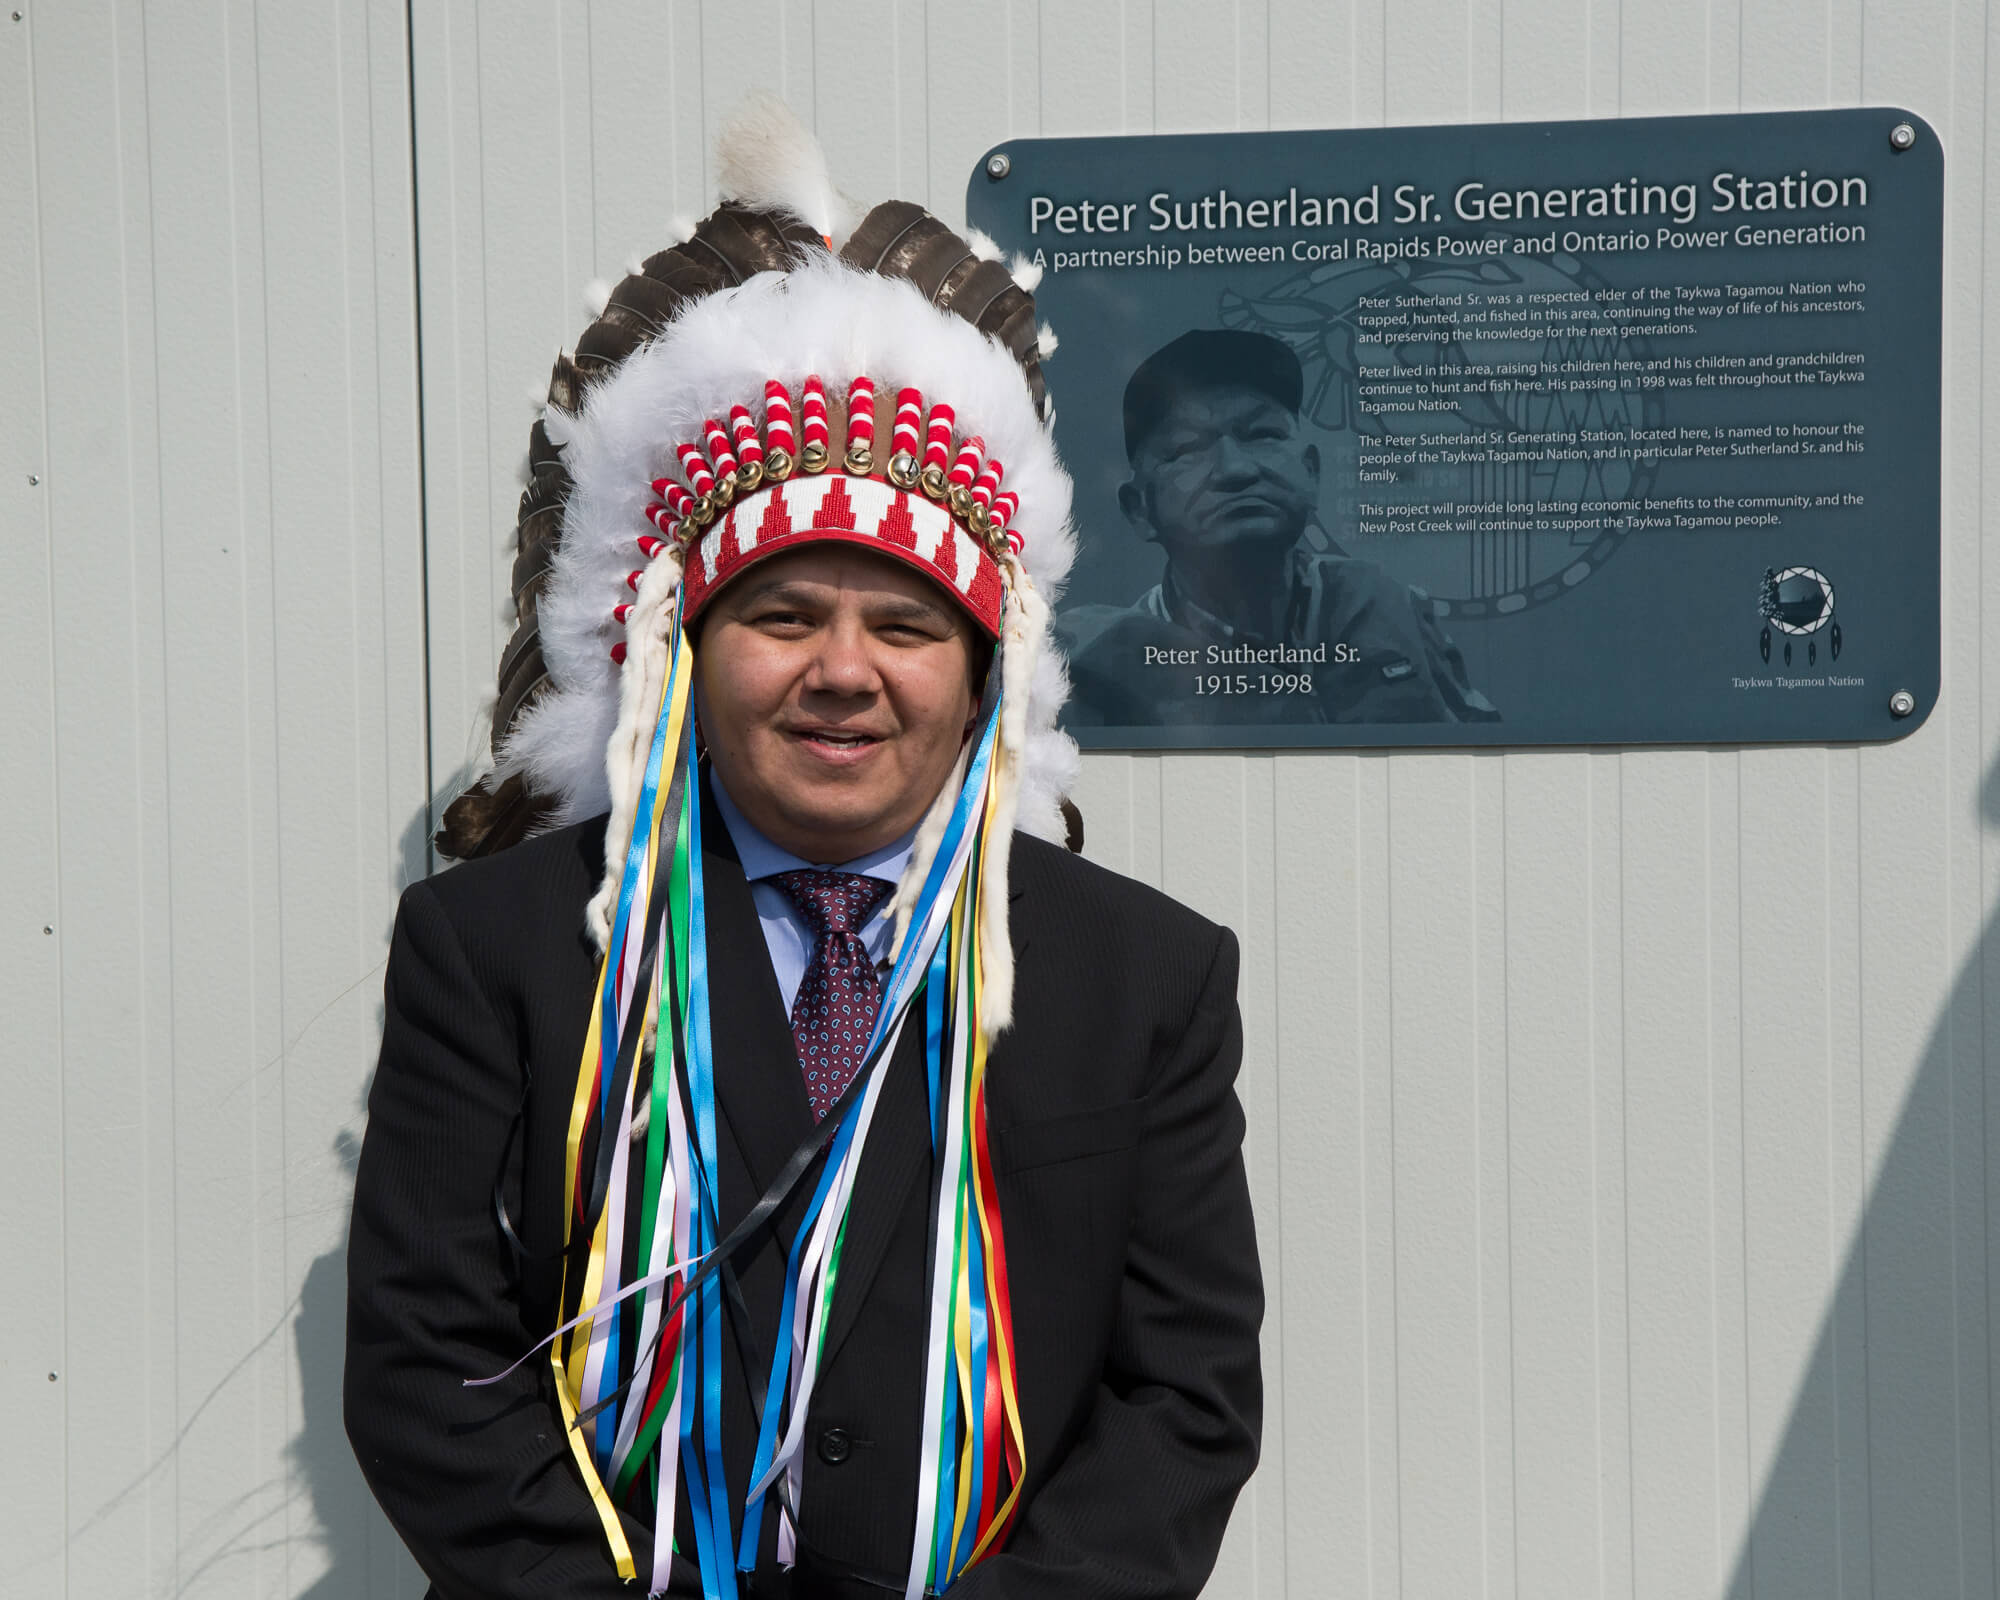 Peter Sutherland Sr. Generating Station
A partnership between Coral Rapids Power and Ontario Power Generation
Peter Sutherland Sr. was a respected elder of the Taykwa Tagamou Nation who
trapped, hunted, and fished in this area, continuing the way of life of his ancestors,
and preserving the knowledge for the next generations.
Peter lived in this area, raising his children here, and his children and grandchildren
continue to hunt and fish here. His passing in 1998 was felt throughout the Taykwa
Tagamou Nation.
The Peter Sutherland Sr. Generating Station, located here, is named to honour the
people of the Taykwa Tagamou Nation, and in particular Peter Sutherland Sr. and his
family.
This project will provide long lasting economic benefits to the community, and the
New Post Creek will continue to support the Taykwa Tagamou people.
Peter Sutherland Sr.
1915-1998
Taykwa Tagamou Nation